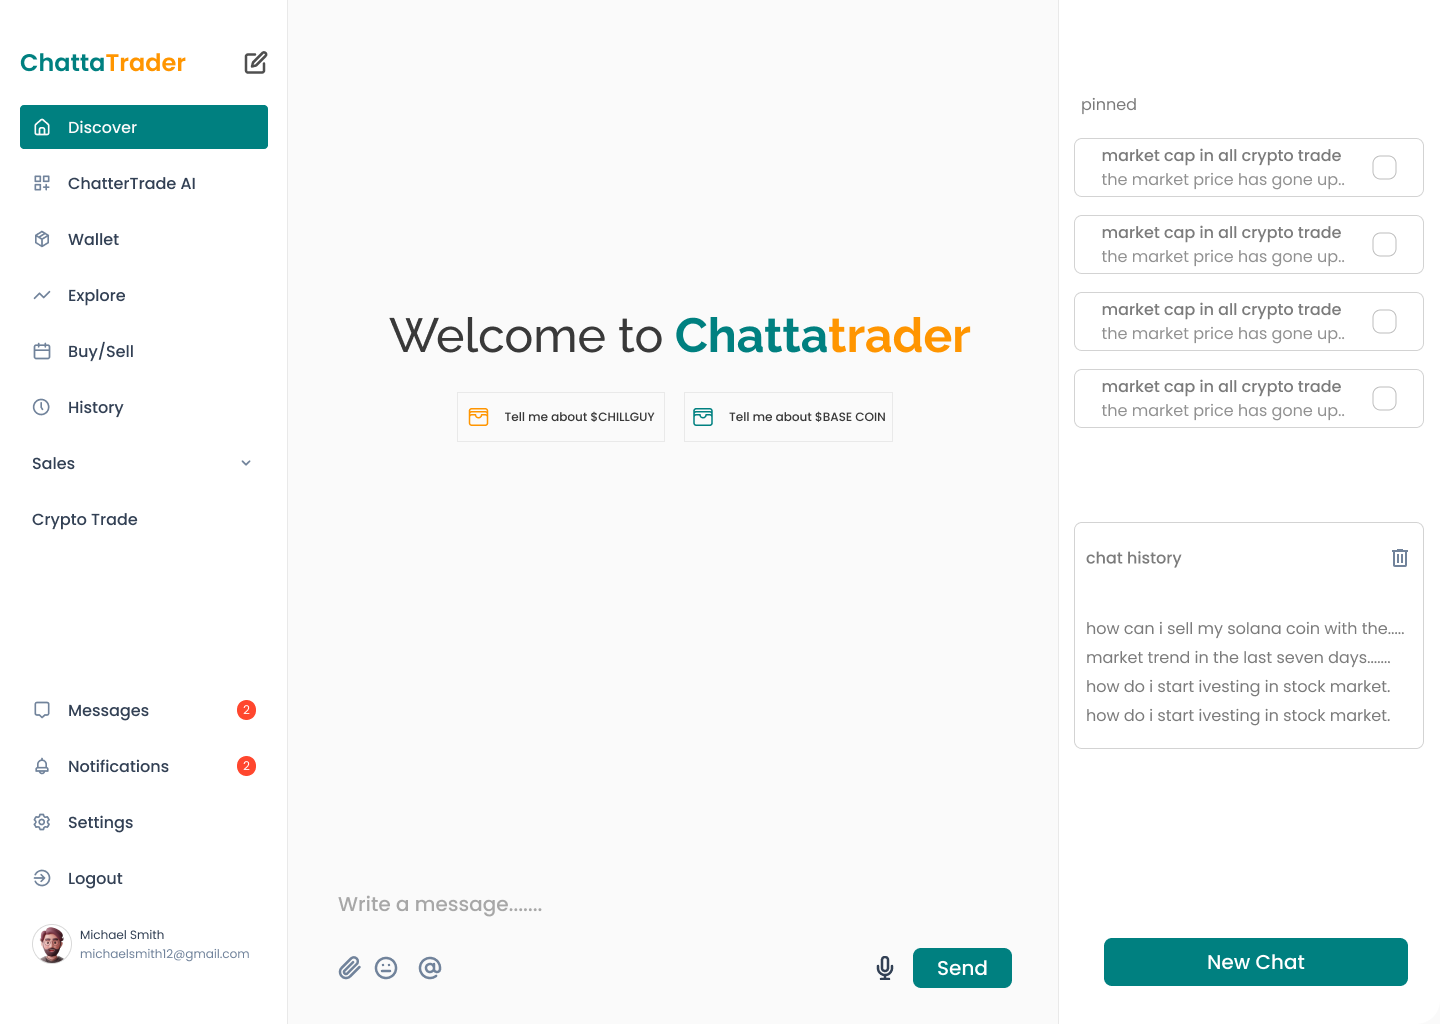 ChattaTrader
Discover
ChatterTrade AI
Wallet
Explore
Buy/Sell
History
Sales
Crypto Trade
Messages 2
Notifications 2
Settings
Logout
Michael Smith
michaelsmith12@gmail.com
Welcome to Chattatrader
Tell me about $CHILLGUY
Tell me about $BASE COIN
Write a message.......
Send
pinned
market cap in all crypto trade
the market price has gone up..
market cap in all crypto trade
the market price has gone up..
market cap in all crypto trade
the market price has gone up..
market cap in all crypto trade
the market price has gone up..
chat history
how can i sell my solana coin with the.....
market trend in the last seven days.......
how do i start ivesting in stock market.
how do i start ivesting in stock market.
New Chat